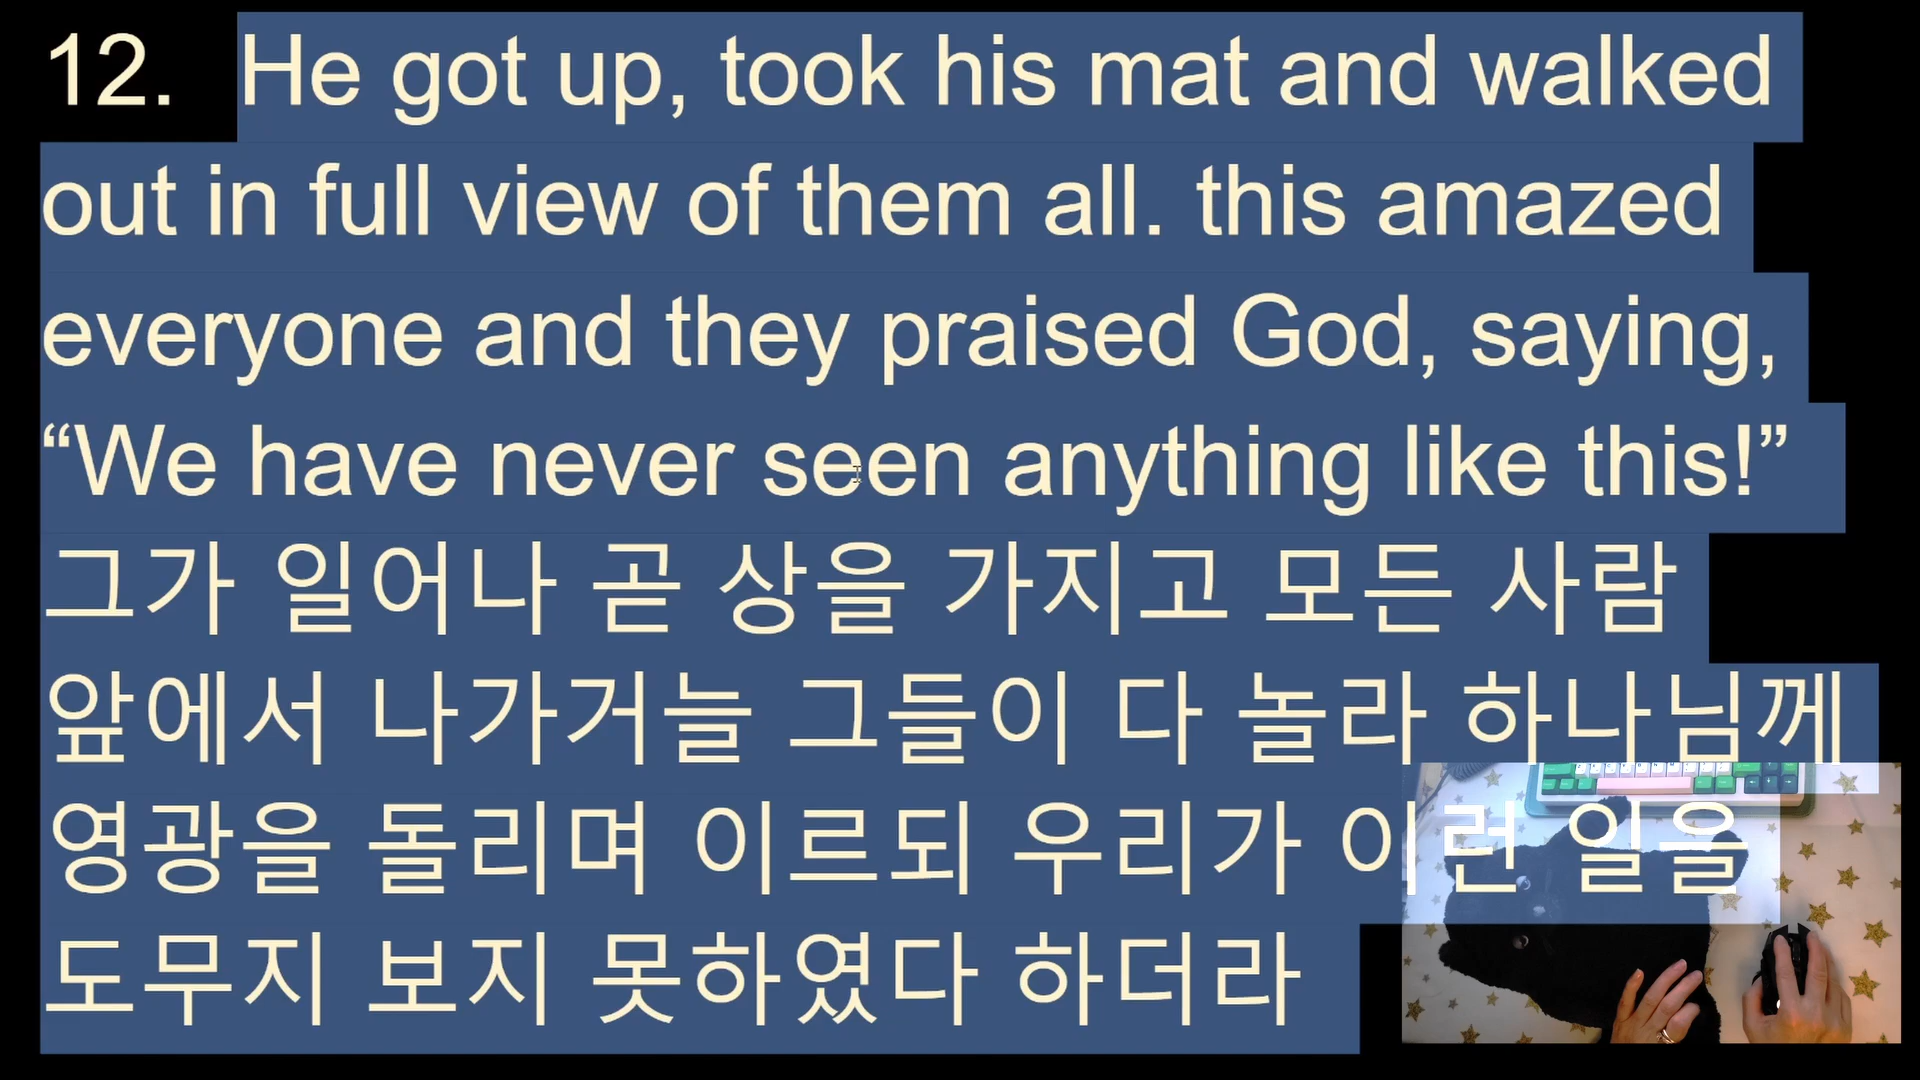 12. He got up, took his mat and walked
out in full view of them all. this amazed
everyone and they praised God, saying,
“We have never seen anything like this!”
그가 일어나 곧 상을 가지고 모든 사람
앞에서 나가거늘 그들이 다 놀라 하나님께
영광을 돌리며 이르되 우리가 이런 일을
도무지 보지 못하였다 하더라